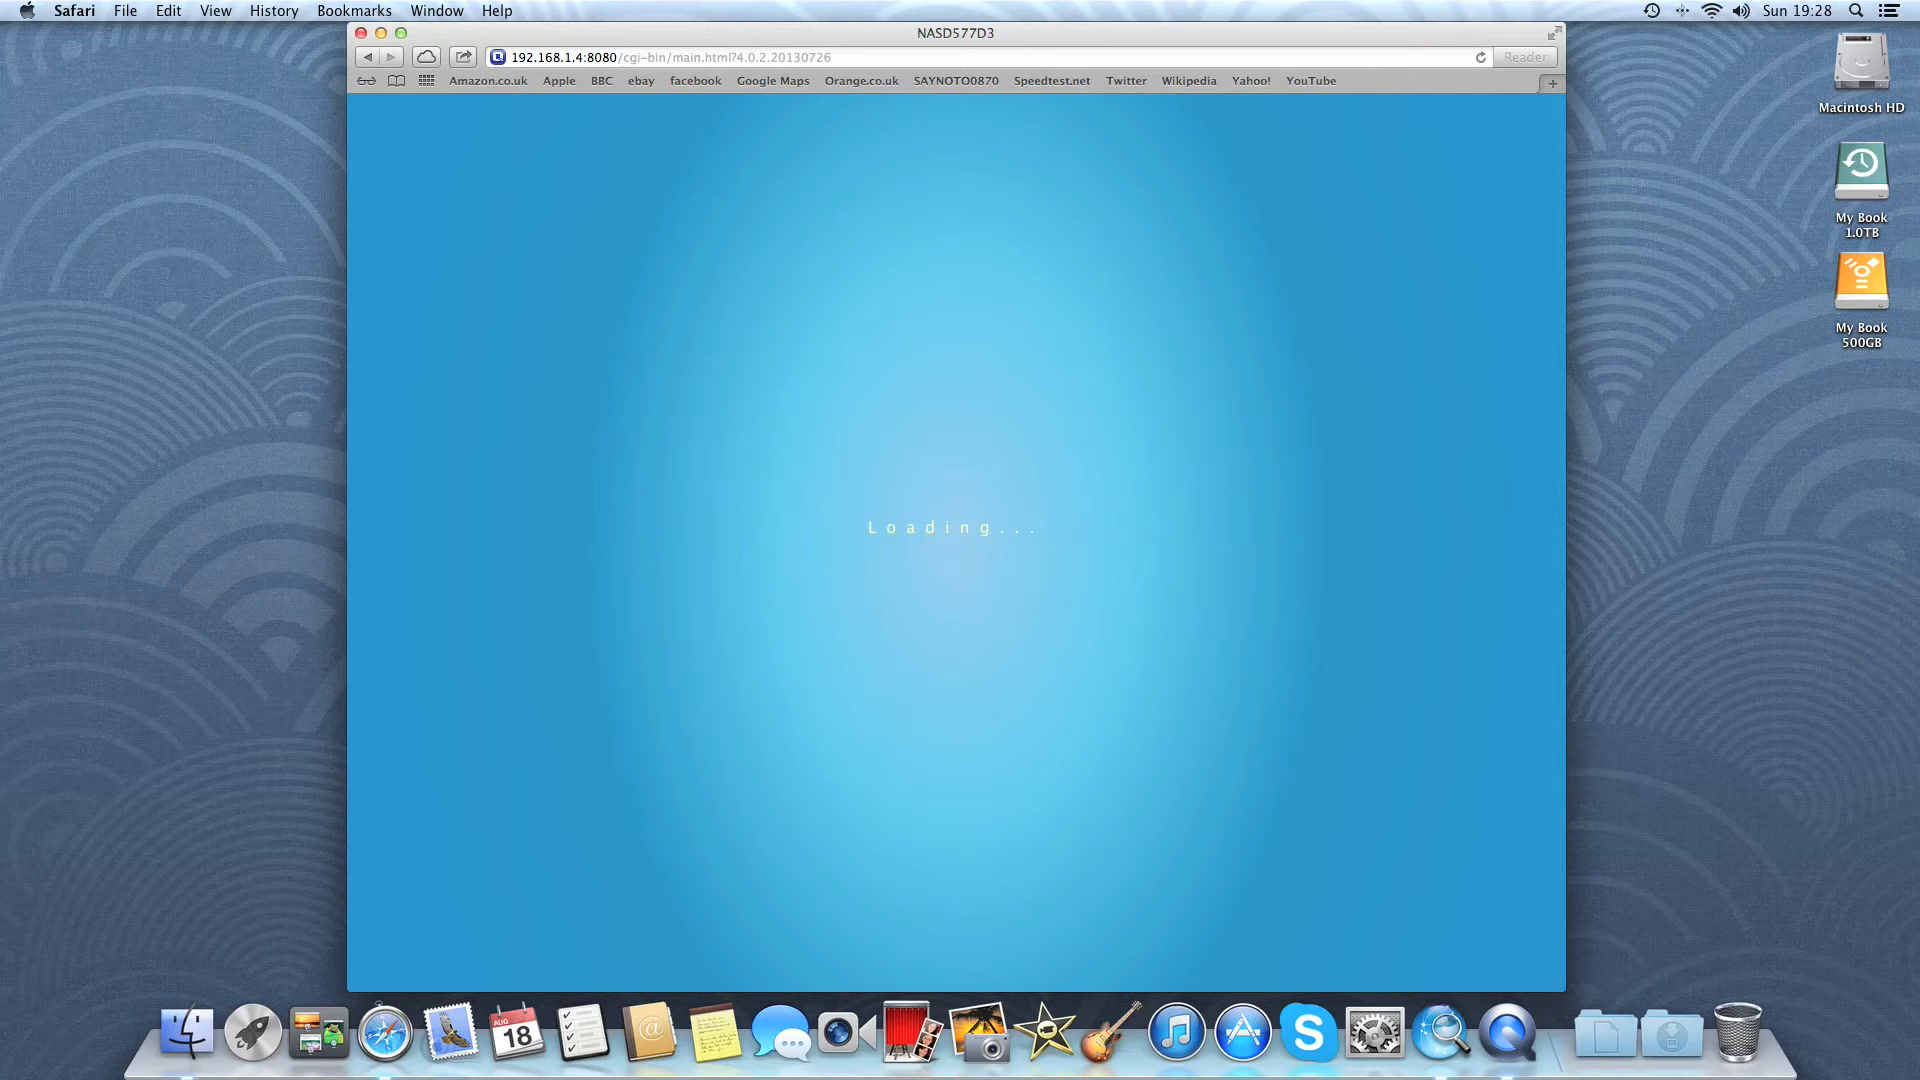 Safari File Edit View History Bookmarks Window Help
Sun 19:28
NASD577D3
192.168.1.4:8080/cgi-bin/main.html?4.0.2.20130726
Reader
Amazon.co.uk Apple BBC ebay facebook Google Maps Orange.co.uk SAYNOTO0870 Speedtest.net Twitter Wikipedia Yahoo! YouTube
Macintosh HD
My Book
1.0TB
My Book
500GB
Loading...
AUG
18